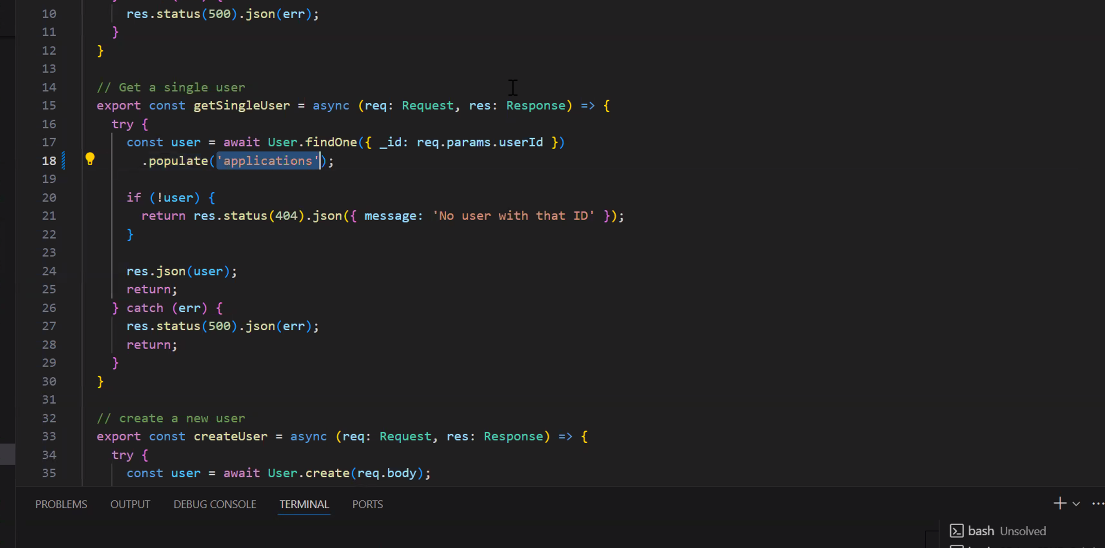 10 res.status(500).json(err);
11 }
12 }
13
14 // Get a single user
15 export const getSingleUser = async (req: Request, res: Response) => {
16 try {
17 const user = await User.findOne({ _id: req.params.userId })
18 .populate('applications');
19
20 if (!user) {
21 return res.status(404).json({ message: 'No user with that ID' });
22 }
23
24 res.json(user);
25 return;
26 } catch (err) {
27 res.status(500).json(err);
28 return;
29 }
30 }
31
32 // create a new user
33 export const createUser = async (req: Request, res: Response) => {
34 try {
35 const user = await User.create(req.body);
PROBLEMS OUTPUT DEBUG CONSOLE TERMINAL PORTS
bash Unsolved